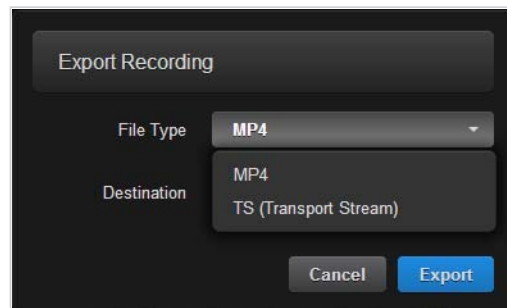 Export Recording
File Type MP4
MP4
Destination
TS (Transport Stream)
Cancel Export